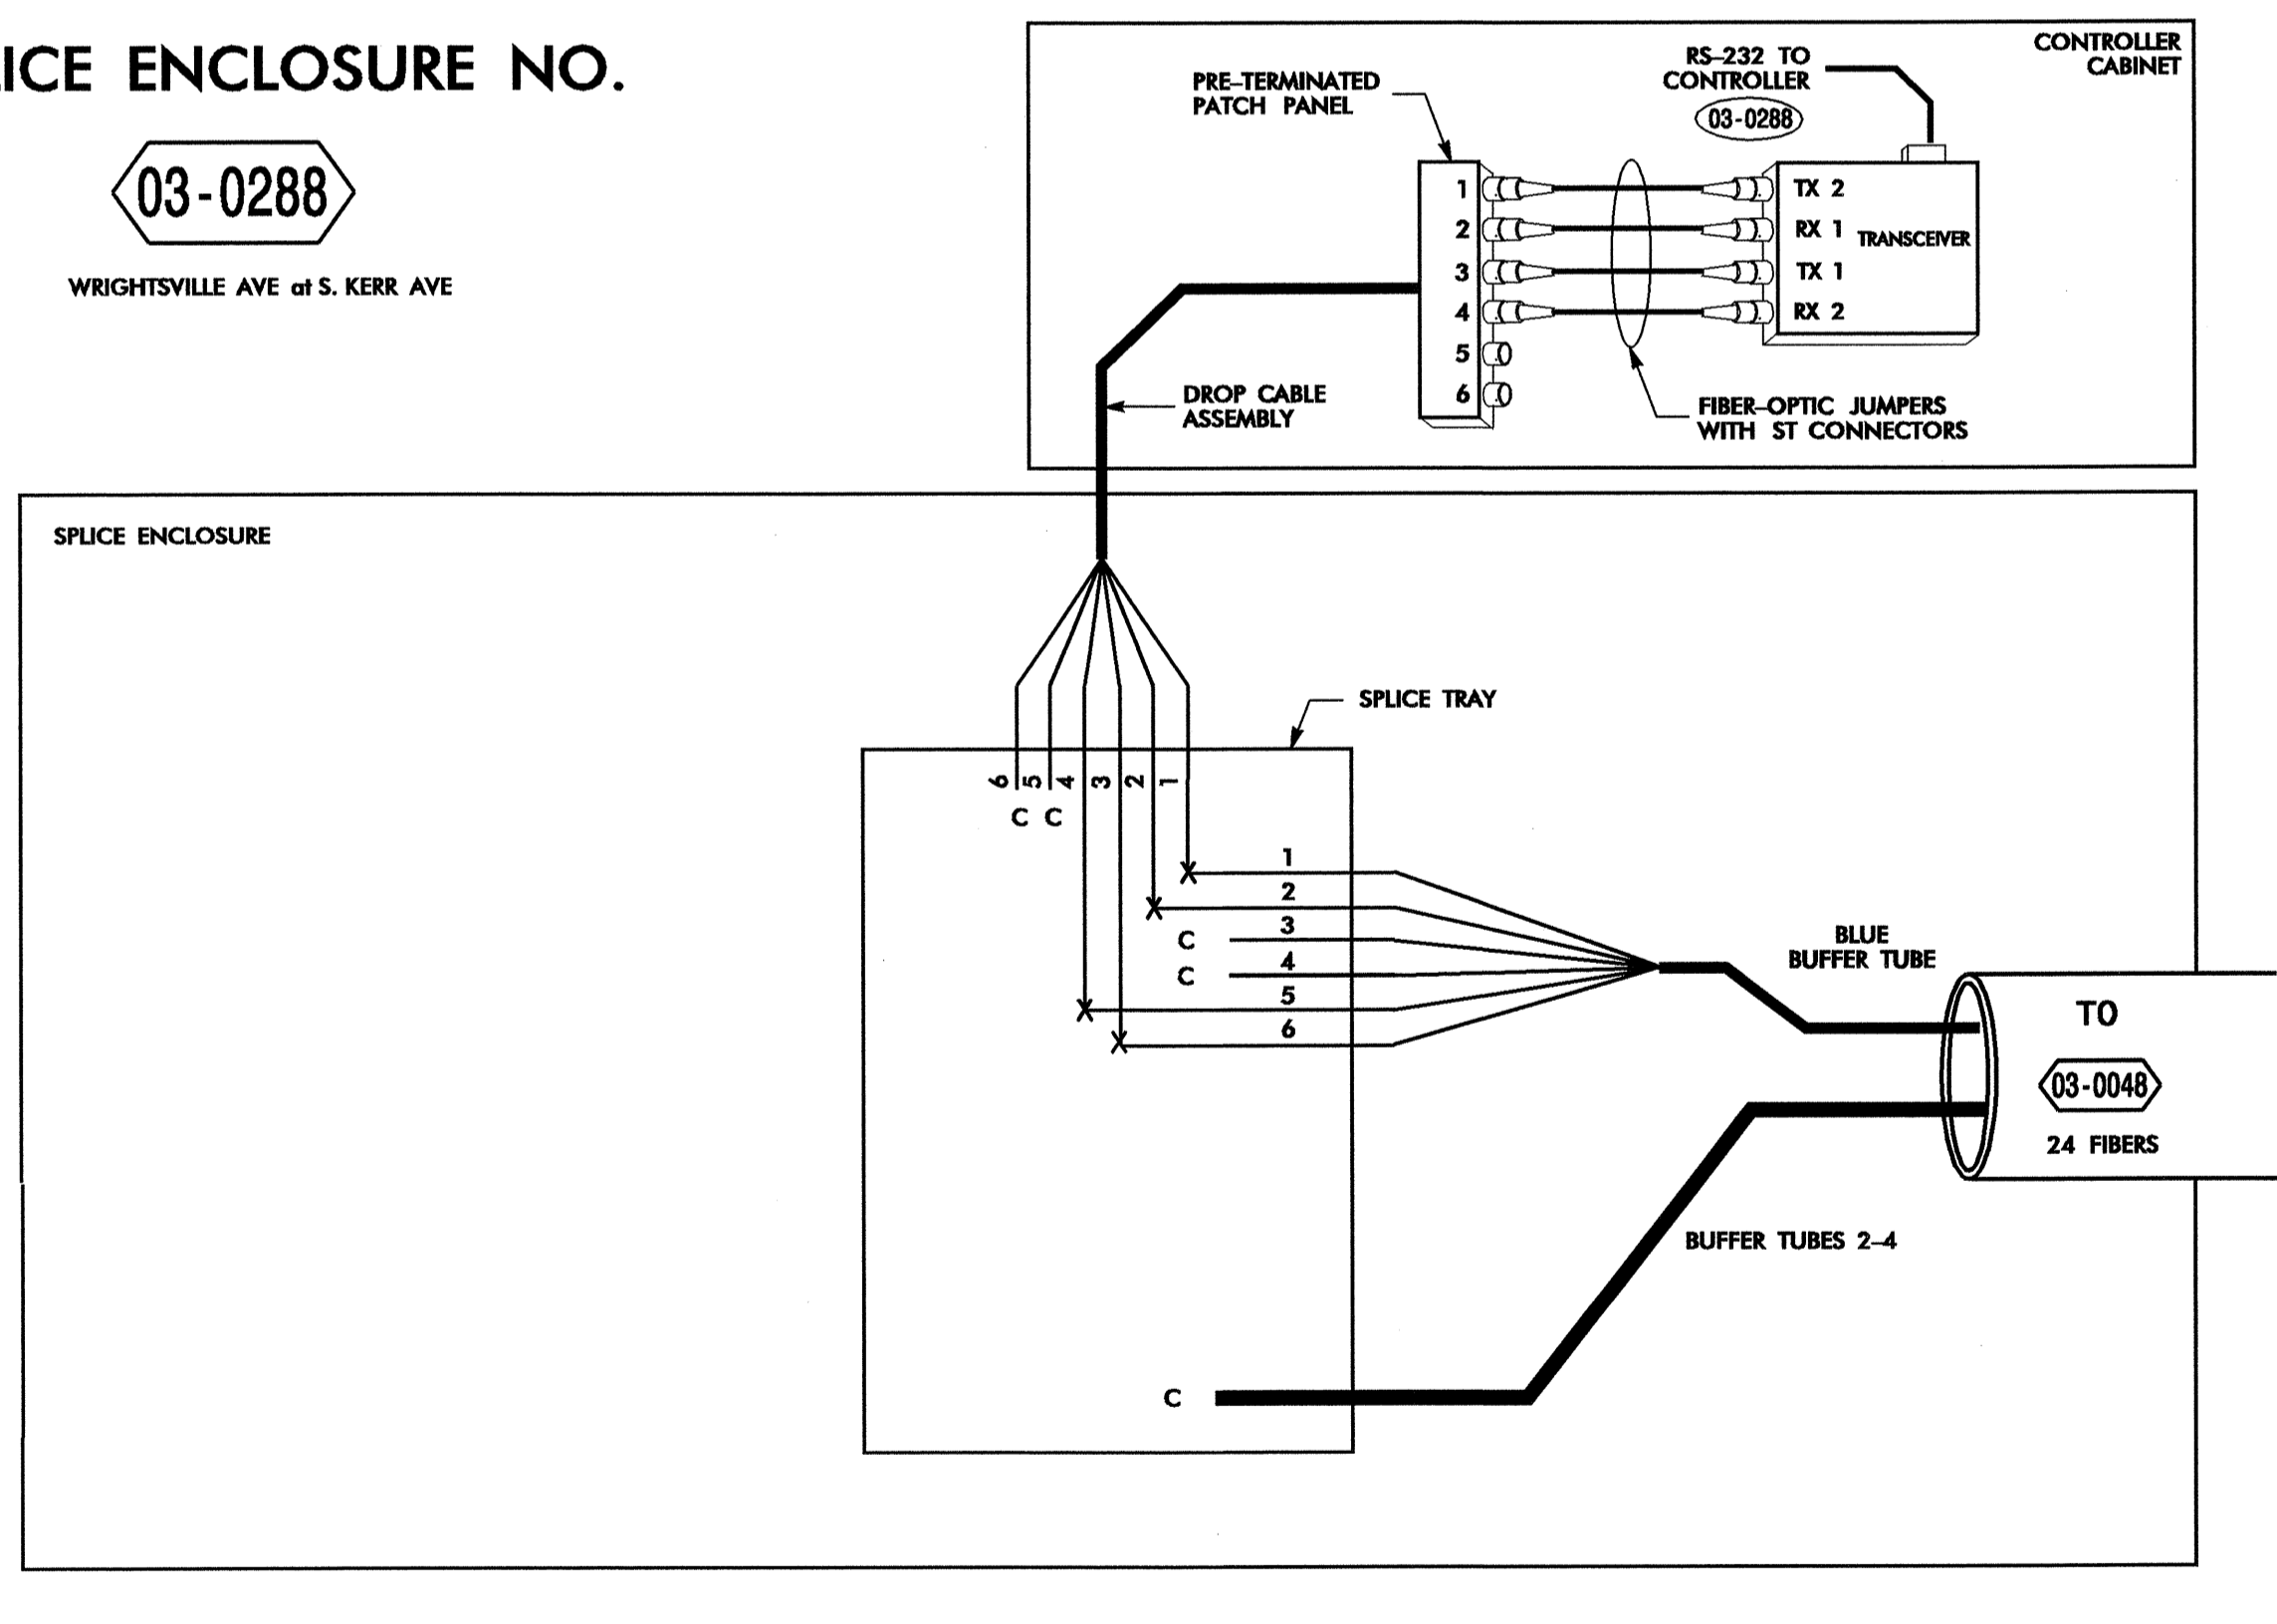 ICE ENCLOSURE NO.
03-0288
WRIGHTSVILLE AVE at S. KERR AVE
CONTROLLER
CABINET
RS-232 TO
CONTROLLER
03-0288
PRE-TERMINATED
PATCH PANEL
1
2
3
4
5
6
TX 2
RX 1
TX 1
RX 2
TRANSCEIVER
DROP CABLE
ASSEMBLY
FIBER-OPTIC JUMPERS
WITH ST CONNECTORS
SPLICE ENCLOSURE
SPLICE TRAY
6 5 4 3 2 1
C C
1
2
C 3
C 4
5
6
BLUE
BUFFER TUBE
TO
03-0048
24 FIBERS
BUFFER TUBES 2-4
C